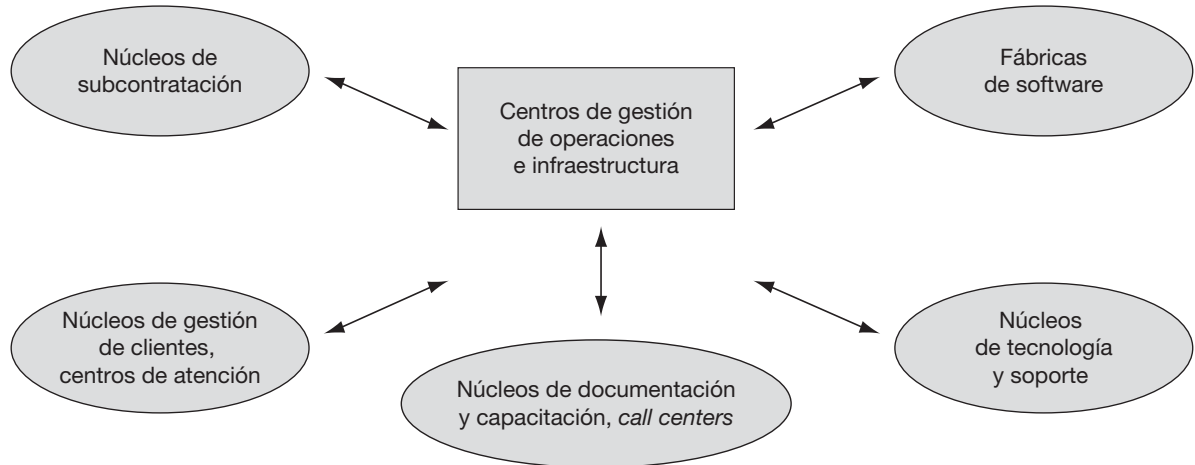 Núcleos de
subcontratación
Fábricas
de software
Centros de gestión
de operaciones
e infraestructura
Núcleos de gestión
de clientes,
centros de atención
Núcleos de documentación
y capacitación, call centers
Núcleos
de tecnología
y soporte